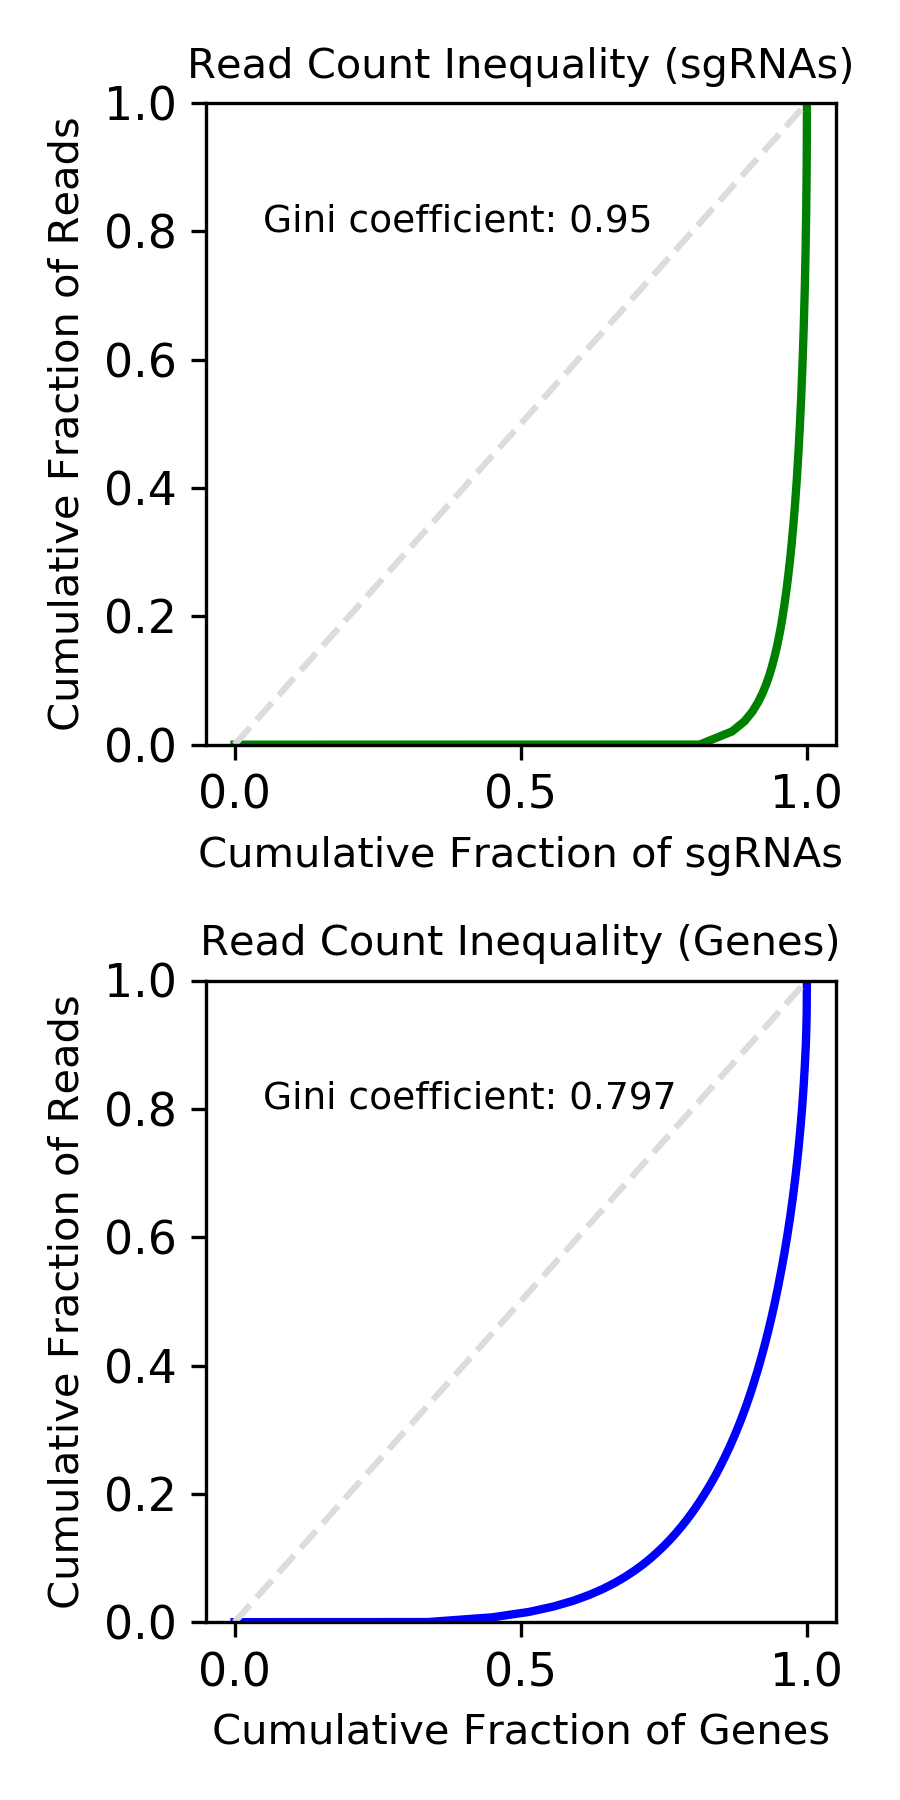 Read Count Inequality (sgRNAs)
Cumulative Fraction of Reads
1.0
0.8
0.6
0.4
0.2
0.0
Gini coefficient: 0.95
0.0 0.5 1.0
Cumulative Fraction of sgRNAs
Read Count Inequality (Genes)
Cumulative Fraction of Reads
1.0
0.8
0.6
0.4
0.2
0.0
Gini coefficient: 0.797
0.0 0.5 1.0
Cumulative Fraction of Genes